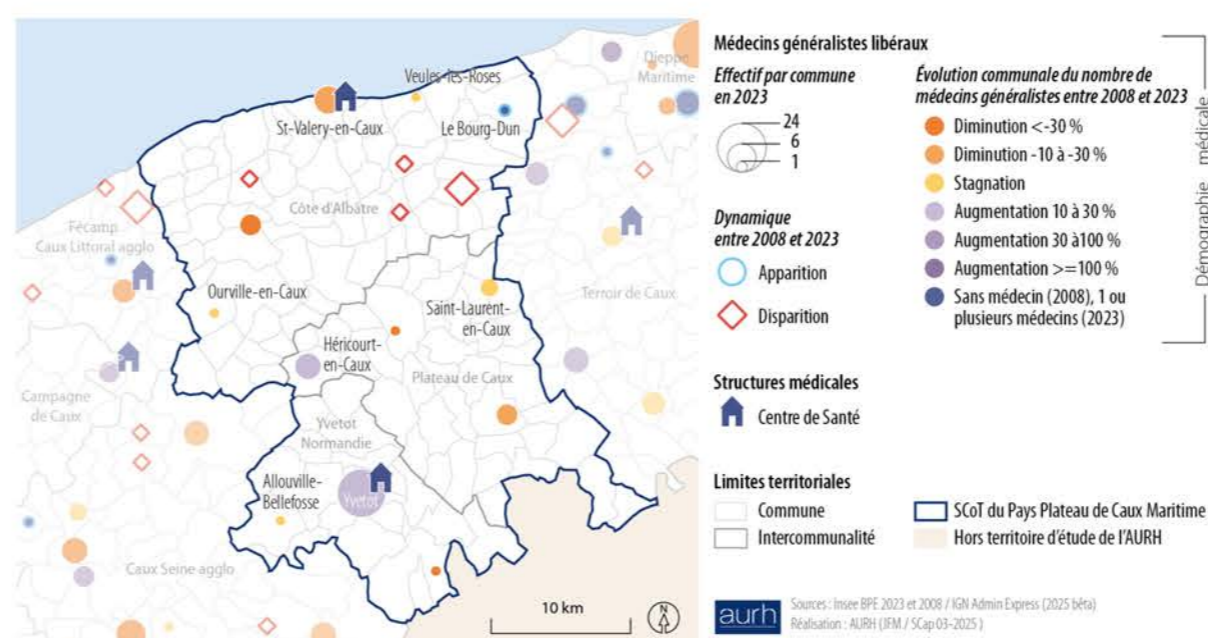 Veules-les-Roses
Dieppe
Maritime
St-Valery-en-Caux
Le Bourg-Dun
Côte d'Albâtre
Fécamp
Caux Littoral agglo
Ourville-en-Caux
Saint-Laurent-
en-Caux
Terroir de Caux
Héricourt-
en-Caux
Plateau de Caux
Campagne
de Caux
Yvetot
Normandie
Allouville-
Bellefosse
Yvetot
Caux Seine agglo
10 km
N
Médecins généralistes libéraux
Effectif par commune
en 2023
24
6
1
Dynamique
entre 2008 et 2023
Apparition
Disparition
Évolution communale du nombre de
médecins généralistes entre 2008 et 2023
Diminution <-30 %
Diminution -10 à -30 %
Stagnation
Augmentation 10 à 30 %
Augmentation 30 à100 %
Augmentation >=100 %
Sans médecin (2008), 1 ou
plusieurs médecins (2023)
Démographie médicale
Structures médicales
Centre de Santé
Limites territoriales
Commune
Intercommunalité
SCoT du Pays Plateau de Caux Maritime
Hors territoire d'étude de l'AURH
aurh
Sources : Insee BPE 2023 et 2008 / IGN Admin Express (2025 bêta)
Réalisation : AURH (JFM / SCap 03-2025 )